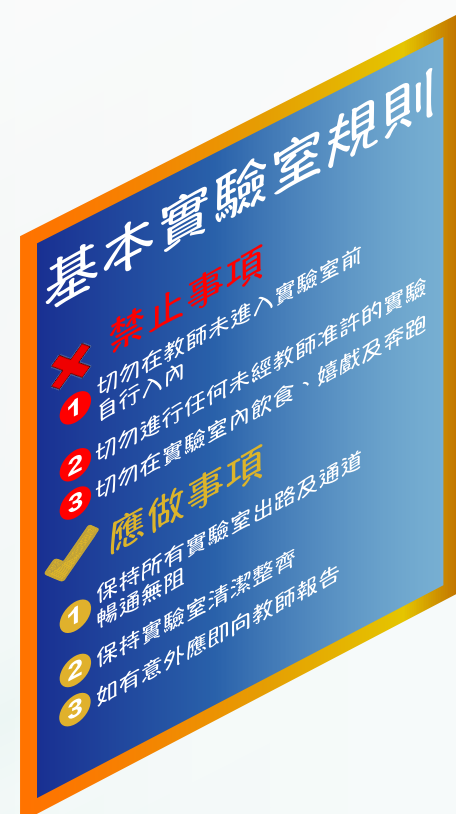 基本實驗室規則
禁止事項
1 切勿在教師未進入實驗室前
自行入內
2 切勿進行任何未經教師准許的實驗
3 切勿在實驗室內飲食、嬉戲及奔跑
應做事項
1 保持所有實驗室出路及通道
暢通無阻
2 保持實驗室清潔整齊
3 如有意外應即向教師報告